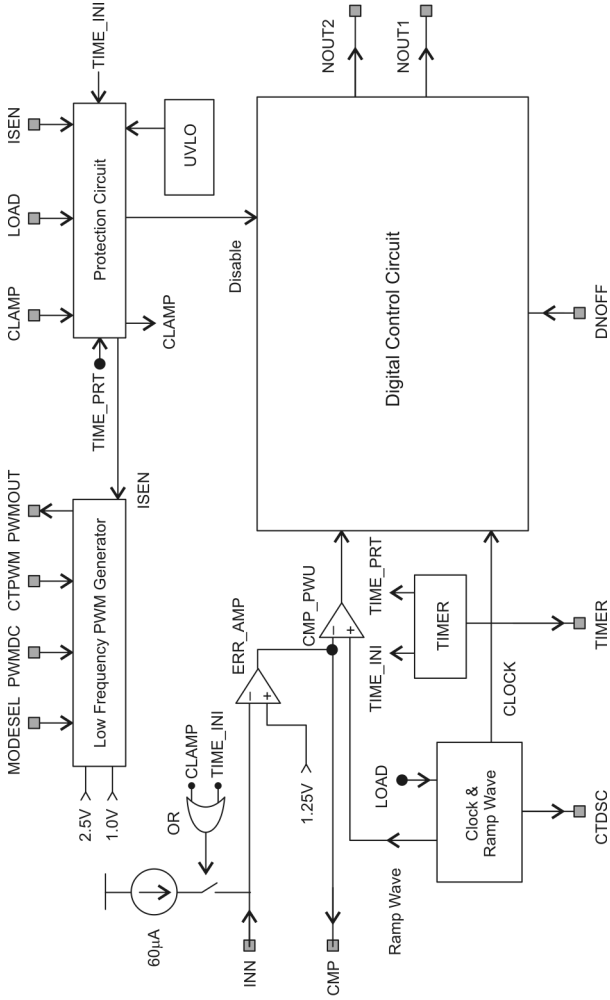 MODESEL
PWMDC
CTPWM
PWMOUT
CLAMP
LOAD
ISEN
2.5V
1.0V
Low Frequency PWM Generator
ISEN
TIME_PRT
Protection Circuit
TIME_INI
UVLO
CLAMP
Disable
60µA
OR
CLAMP
TIME_INI
INN
1.25V
ERR_AMP
CMP
CMP_PWU
Digital Control Circuit
NOUT2
NOUT1
Ramp Wave
LOAD
Clock &
Ramp Wave
CLOCK
TIME_INI
TIME_PRT
TIMER
CTDSC
TIMER
DNOFF
−
+
−
+